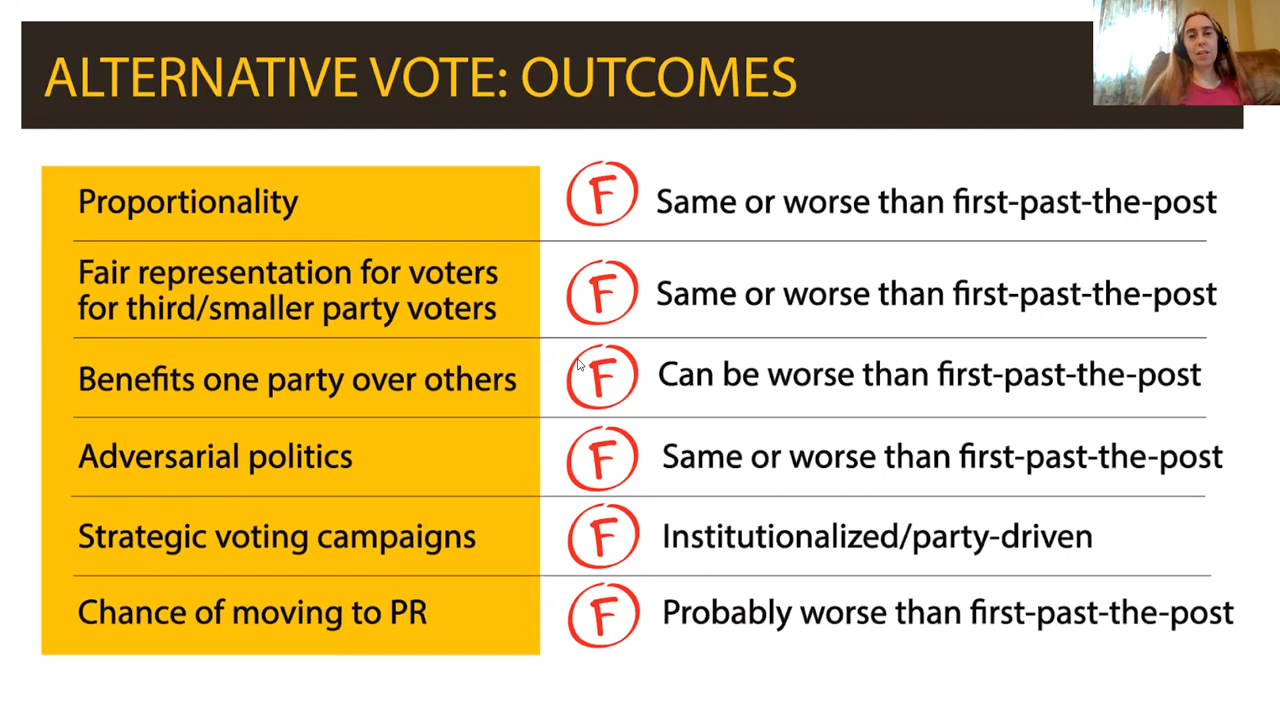 ALTERNATIVE VOTE: OUTCOMES
Proportionality F Same or worse than first-past-the-post
Fair representation for voters
for third/smaller party voters F Same or worse than first-past-the-post
Benefits one party over others F Can be worse than first-past-the-post
Adversarial politics F Same or worse than first-past-the-post
Strategic voting campaigns F Institutionalized/party-driven
Chance of moving to PR F Probably worse than first-past-the-post